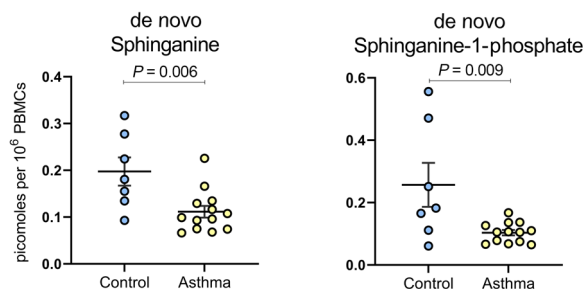 de novo
Sphinganine
P = 0.006
picomoles per 10⁶ PBMCs
0.4
0.3
0.2
0.1
0.0
Control
Asthma
de novo
Sphinganine-1-phosphate
P = 0.009
0.6
0.4
0.2
0.0
Control
Asthma